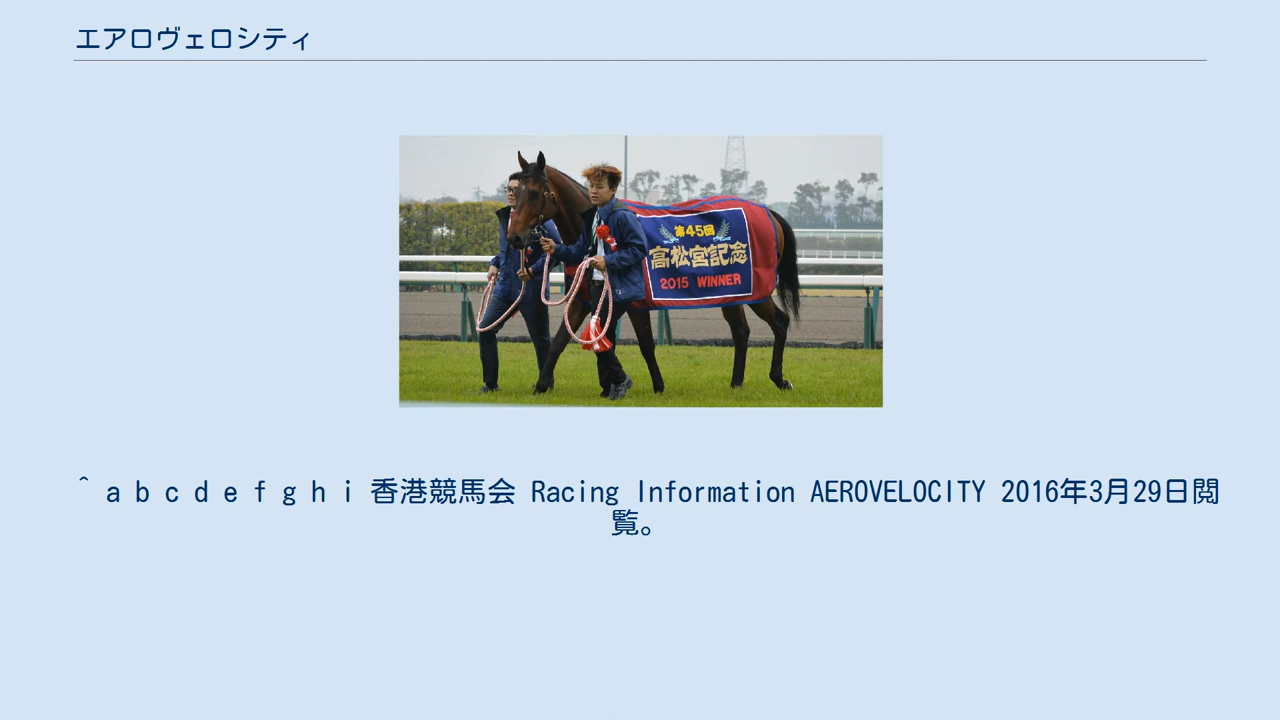 エアロヴェロシティ
第45回
高松宮記念
2015 WINNER
^ a b c d e f g h i 香港競馬会 Racing Information AEROVELOCITY 2016年3月29日閲
覧。